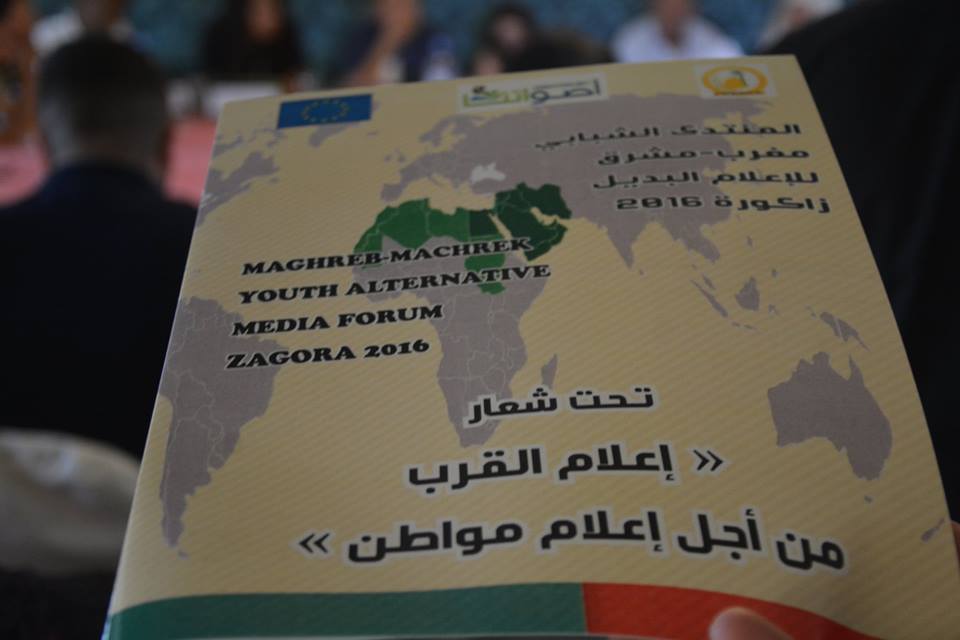 أصواتكم
المنتدى الشبابي
مغرب-مشرق
للإعلام البديل
زاكورة 2016
MAGHREB-MACHREK
YOUTH ALTERNATIVE
MEDIA FORUM
ZAGORA 2016
تحت شعار
« إعلام القرب
من أجل إعلام مواطن »